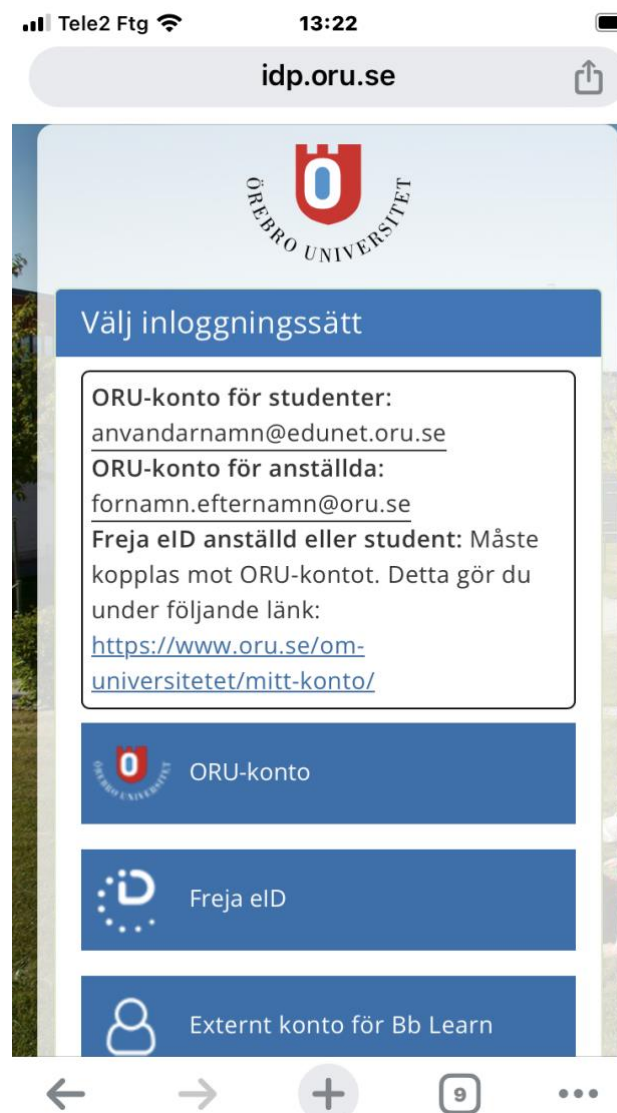 Tele2 Ftg
13:22
idp.oru.se
ÖREBRO UNIVERSITET
Välj inloggningssätt
ORU-konto för studenter:
anvandarnamn@edunet.oru.se
ORU-konto för anställda:
fornamn.efternamn@oru.se
Freja eID anställd eller student: Måste
kopplas mot ORU-kontot. Detta gör du
under följande länk:
https://www.oru.se/om-
universitetet/mitt-konto/
ÖREBRO UNIVERSITET
ORU-konto
iD
Freja eID
Externt konto för Bb Learn
9